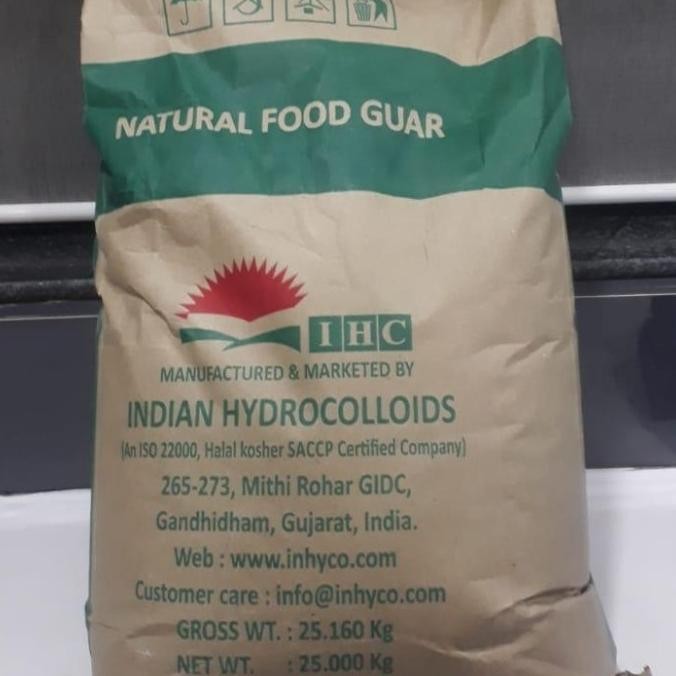 NATURAL FOOD GUAR
IHC
MANUFACTURED & MARKETED BY
INDIAN HYDROCOLLOIDS
(An ISO 22000, Halal kosher SACCP Certified Company)
265-273, Mithi Rohar GIDC,
Gandhidham, Gujarat, India.
Web : www.inhyco.com
Customer care : info@inhyco.com
GROSS WT. : 25.160 Kg
NET WT. : 25.000 Kg